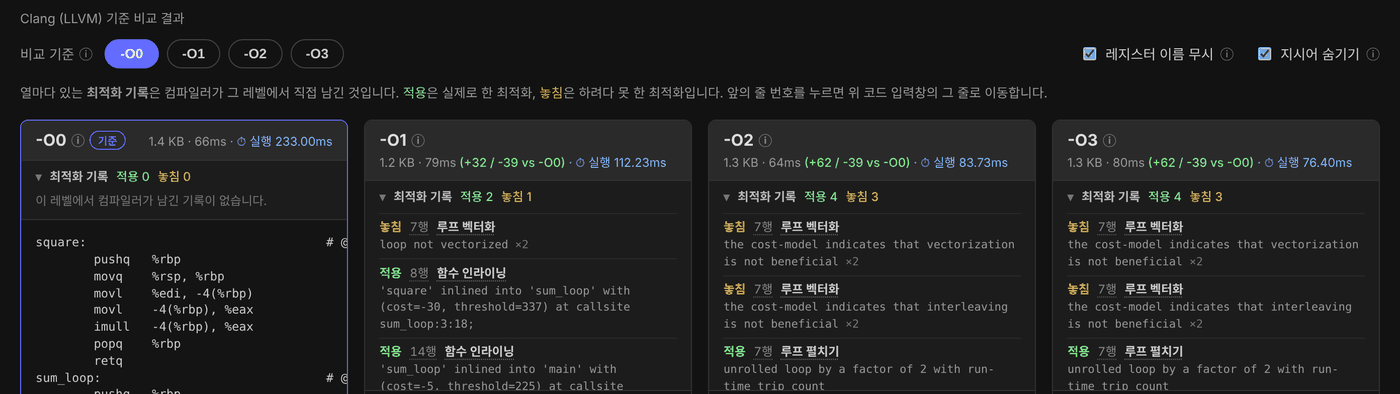 Clang (LLVM) 기준 비교 결과
비교 기준 ⓘ -O0 -O1 -O2 -O3 레지스터 이름 무시 ⓘ 지시어 숨기기 ⓘ
열마다 있는 최적화 기록은 컴파일러가 그 레벨에서 직접 남긴 것입니다. 적용은 실제로 한 최적화, 놓침은 하려다 못 한 최적화입니다. 앞의 줄 번호를 누르면 위 코드 입력창의 그 줄로 이동합니다.
-O0 ⓘ 기준 1.4 KB · 66ms · ⏱ 실행 233.00ms
▼ 최적화 기록 적용 0 놓침 0
이 레벨에서 컴파일러가 남긴 기록이 없습니다.
square: # @
pushq %rbp
movq %rsp, %rbp
movl %edi, -4(%rbp)
movl -4(%rbp), %eax
imull -4(%rbp), %eax
popq %rbp
retq
sum_loop: # @
pushq %rbp
-O1 ⓘ
1.2 KB · 79ms (+32 / -39 vs -O0) · ⏱ 실행 112.23ms
▼ 최적화 기록 적용 2 놓침 1
놓침 7행 루프 벡터화
loop not vectorized ×2
적용 8행 함수 인라이닝
'square' inlined into 'sum_loop' with
(cost=-30, threshold=337) at callsite
sum_loop:3:18;
적용 14행 함수 인라이닝
'sum_loop' inlined into 'main' with
(cost=-5, threshold=225) at callsite
-O2 ⓘ
1.3 KB · 64ms (+62 / -39 vs -O0) · ⏱ 실행 83.73ms
▼ 최적화 기록 적용 4 놓침 3
놓침 7행 루프 벡터화
the cost-model indicates that vectorization
is not beneficial ×2
놓침 7행 루프 벡터화
the cost-model indicates that interleaving
is not beneficial ×2
적용 7행 루프 펼치기
unrolled loop by a factor of 2 with run-
time trip count
-O3 ⓘ
1.3 KB · 80ms (+62 / -39 vs -O0) · ⏱ 실행 76.40ms
▼ 최적화 기록 적용 4 놓침 3
놓침 7행 루프 벡터화
the cost-model indicates that vectorization
is not beneficial ×2
놓침 7행 루프 벡터화
the cost-model indicates that interleaving
is not beneficial ×2
적용 7행 루프 펼치기
unrolled loop by a factor of 2 with run-
time trip count